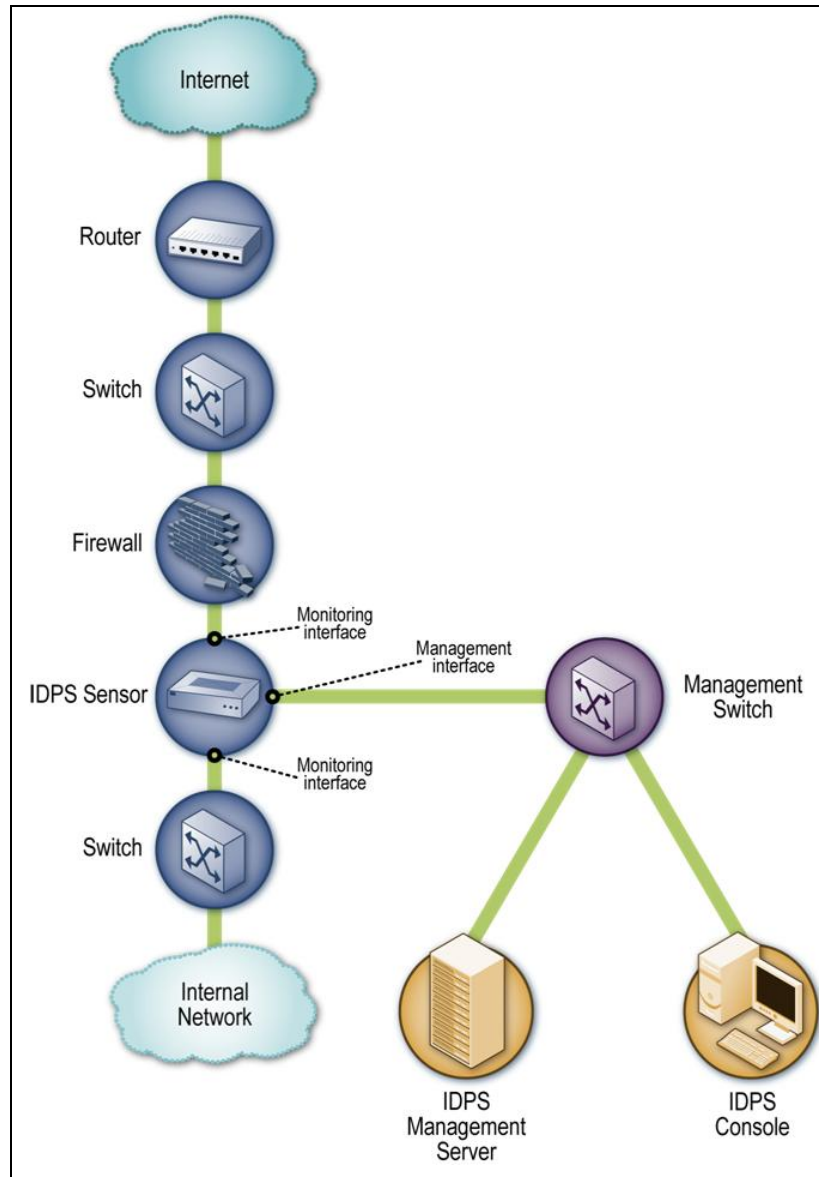 Internet
Router
Switch
Firewall
Monitoring
interface
Management
interface
IDPS Sensor
Management
Switch
Monitoring
interface
Switch
Internal
Network
IDPS
Management
Server
IDPS
Console